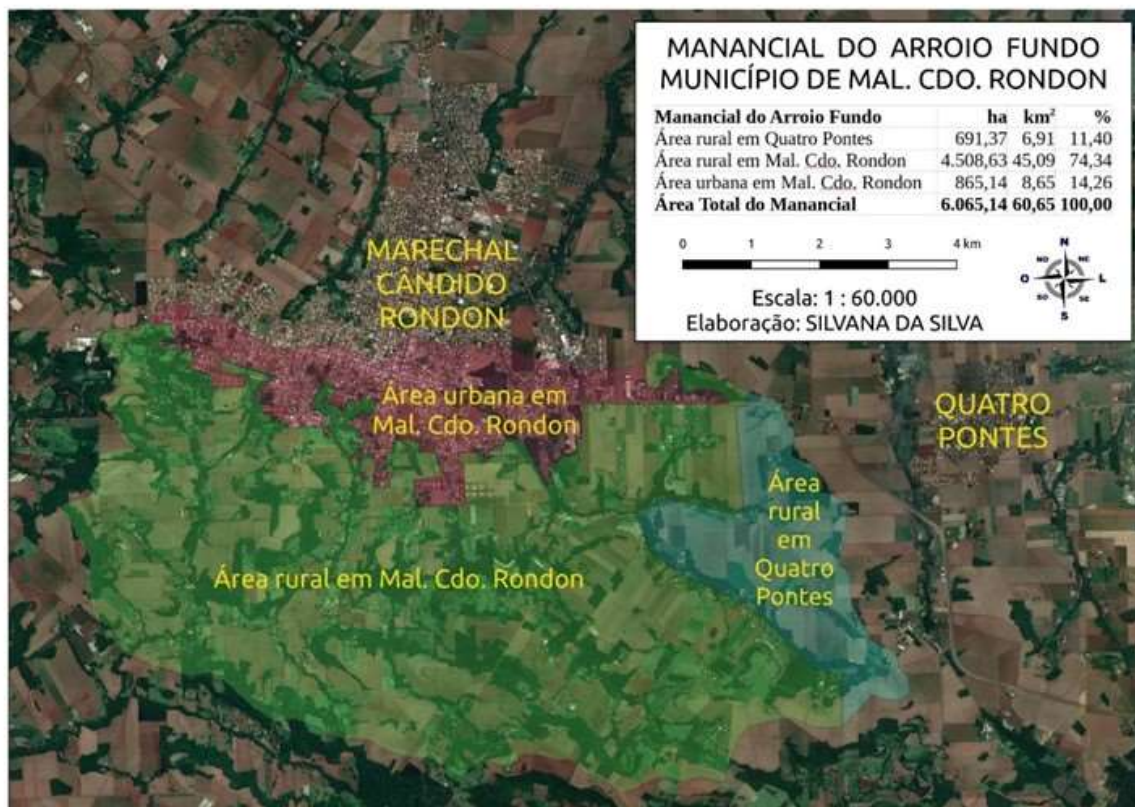 MANANCIAL DO ARROIO FUNDO
MUNICÍPIO DE MAL. CDO. RONDON
Manancial do Arroio Fundo ha km² %
Área rural em Quatro Pontes 691,37 6,91 11,40
Área rural em Mal. Cdo. Rondon 4.508,63 45,09 74,34
Área urbana em Mal. Cdo. Rondon 865,14 8,65 14,26
Área Total do Manancial 6.065,14 60,65 100,00
0 1 2 3 4 km
N
NO NE
O L
SO SE
S
Escala: 1 : 60.000
Elaboração: SILVANA DA SILVA
MARECHAL
CÂNDIDO
RONDON
Área urbana em
Mal. Cdo. Rondon
QUATRO
PONTES
Área
rural
em
Quatro
Pontes
Área rural em Mal. Cdo. Rondon